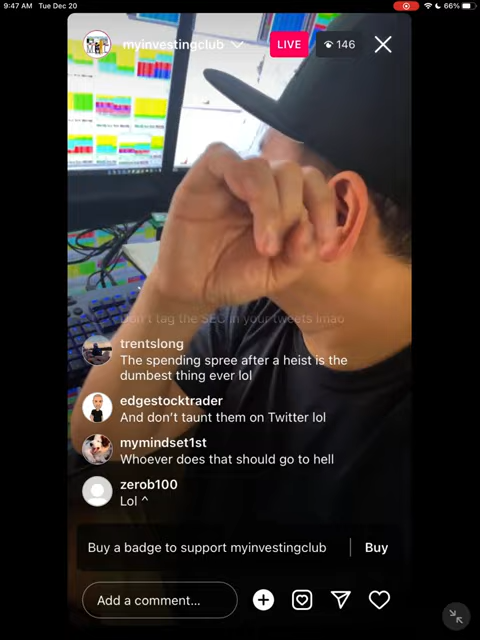 9:47 AM Tue Dec 20
66%
myinvestingclub
LIVE
146
Don't tag the SEC in your tweets lmao
trentslong
The spending spree after a heist is the
dumbest thing ever lol
edgestocktrader
And don’t taunt them on Twitter lol
mymindset1st
Whoever does that should go to hell
zerob100
Lol ^
Buy a badge to support myinvestingclub
Buy
Add a comment...